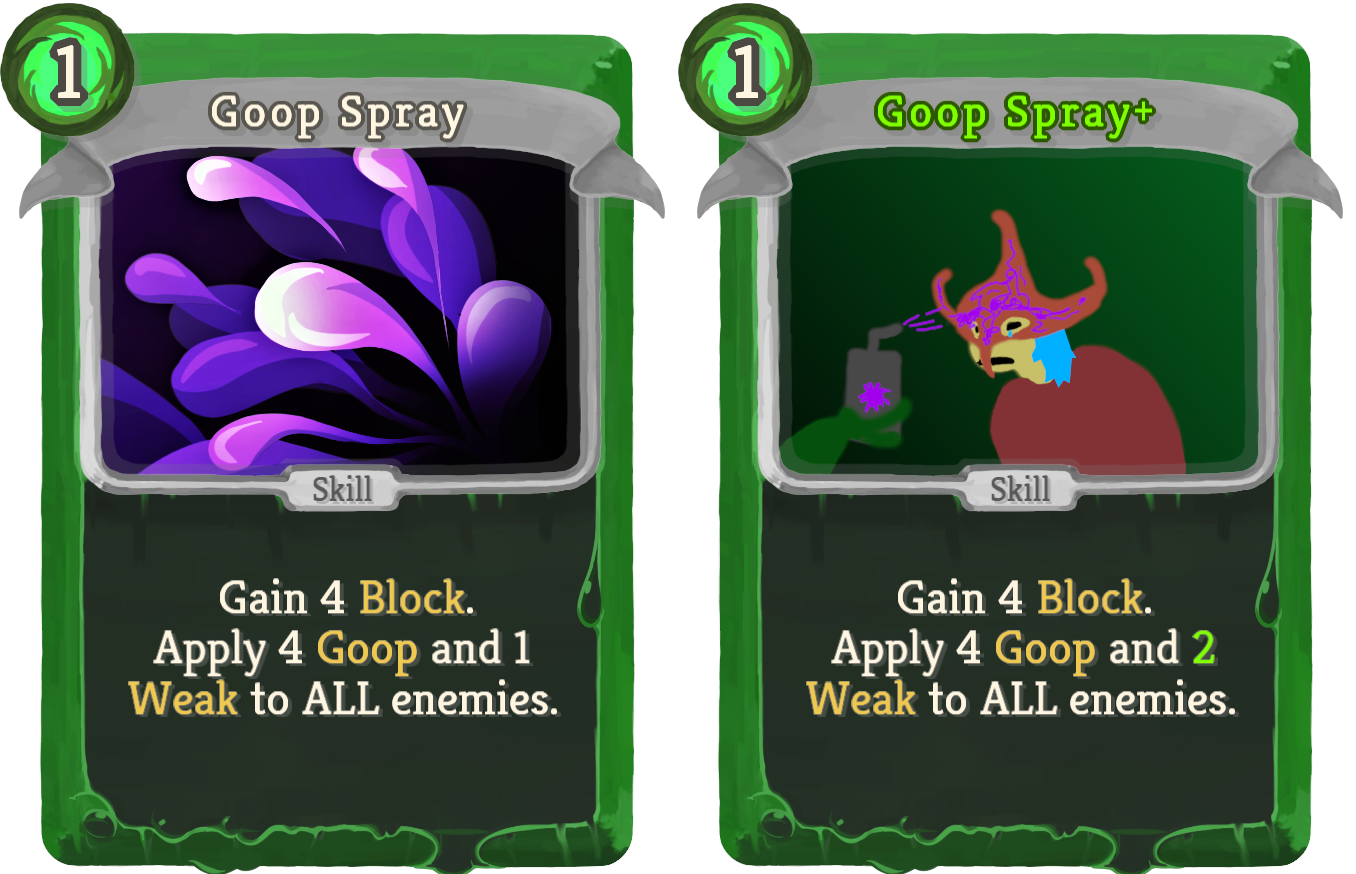 1
Goop Spray
Skill
Gain 4 Block.
Apply 4 Goop and 1
Weak to ALL enemies.
1
Goop Spray+
Skill
Gain 4 Block.
Apply 4 Goop and 2
Weak to ALL enemies.